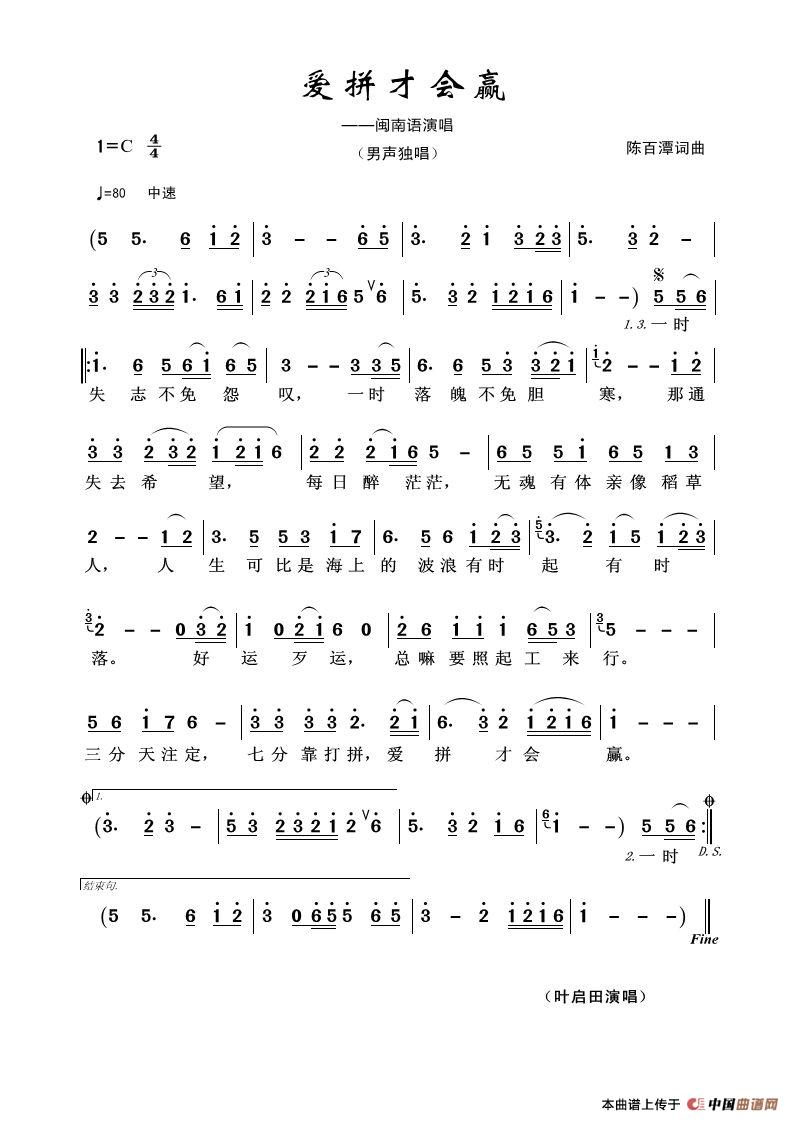 爱拼才会赢
——闽南语演唱
（男声独唱）
1=C 4/4
陈百潭词曲
♩=80 中速
(5 5. 6 1 2 | 3 - - 6 5 | 3. 2 1 3 2 3 | 5. 3 2 -
3 3 2 3 2 1. 6 1 | 2 2 2 1 6 5 V 6 | 5. 3 2 1 2 1 6 | 1 - - ) 5 5 6 |
1.3.一时
1. 6 5 6 1 6 5 | 3 - - 3 3 5 | 6. 6 5 3 3 2 1 | 2 - - 1 2 |
失 志 不 免 怨 叹， 一 时 落 魄 不 免 胆 寒， 那 通
3 3 2 3 2 1 2 1 6 | 2 2 2 1 6 5 - | 6 5 5 1 6 5 1 3 |
失 去 希 望， 每 日 醉 茫 茫， 无 魂 有 体 亲 像 稻 草
2 - - 1 2 | 3. 5 5 3 1 7 | 6. 5 6 1 2 3 | 3. 2 1 5 1 2 3 |
人， 人 生 可 比 是 海 上 的 波 浪 有 时 起 有 时
2 - - 0 3 2 | 1 0 2 1 6 0 | 2 6 1 1 1 6 5 3 | 5 - - - |
落。 好 运 歹 运， 总 嘛 要 照 起 工 来 行。
5 6 1 7 6 - | 3 3 3 3 2. 2 1 | 6. 3 2 1 2 1 6 | 1 - - - |
三 分 天 注 定， 七 分 靠 打 拼， 爱 拼 才 会 赢。
1.
(3. 2 3 - | 5 3 2 3 2 1 2 V 6 | 5. 3 2 1 6 | 1 - - ) 5 5 6
2.一时 D.S.
结束句.
(5 5. 6 1 2 | 3 0 6 5 5 6 5 | 3 - 2 1 2 1 6 | 1 - - - )
Fine
（叶启田演唱）
本曲谱上传于 中国曲谱网